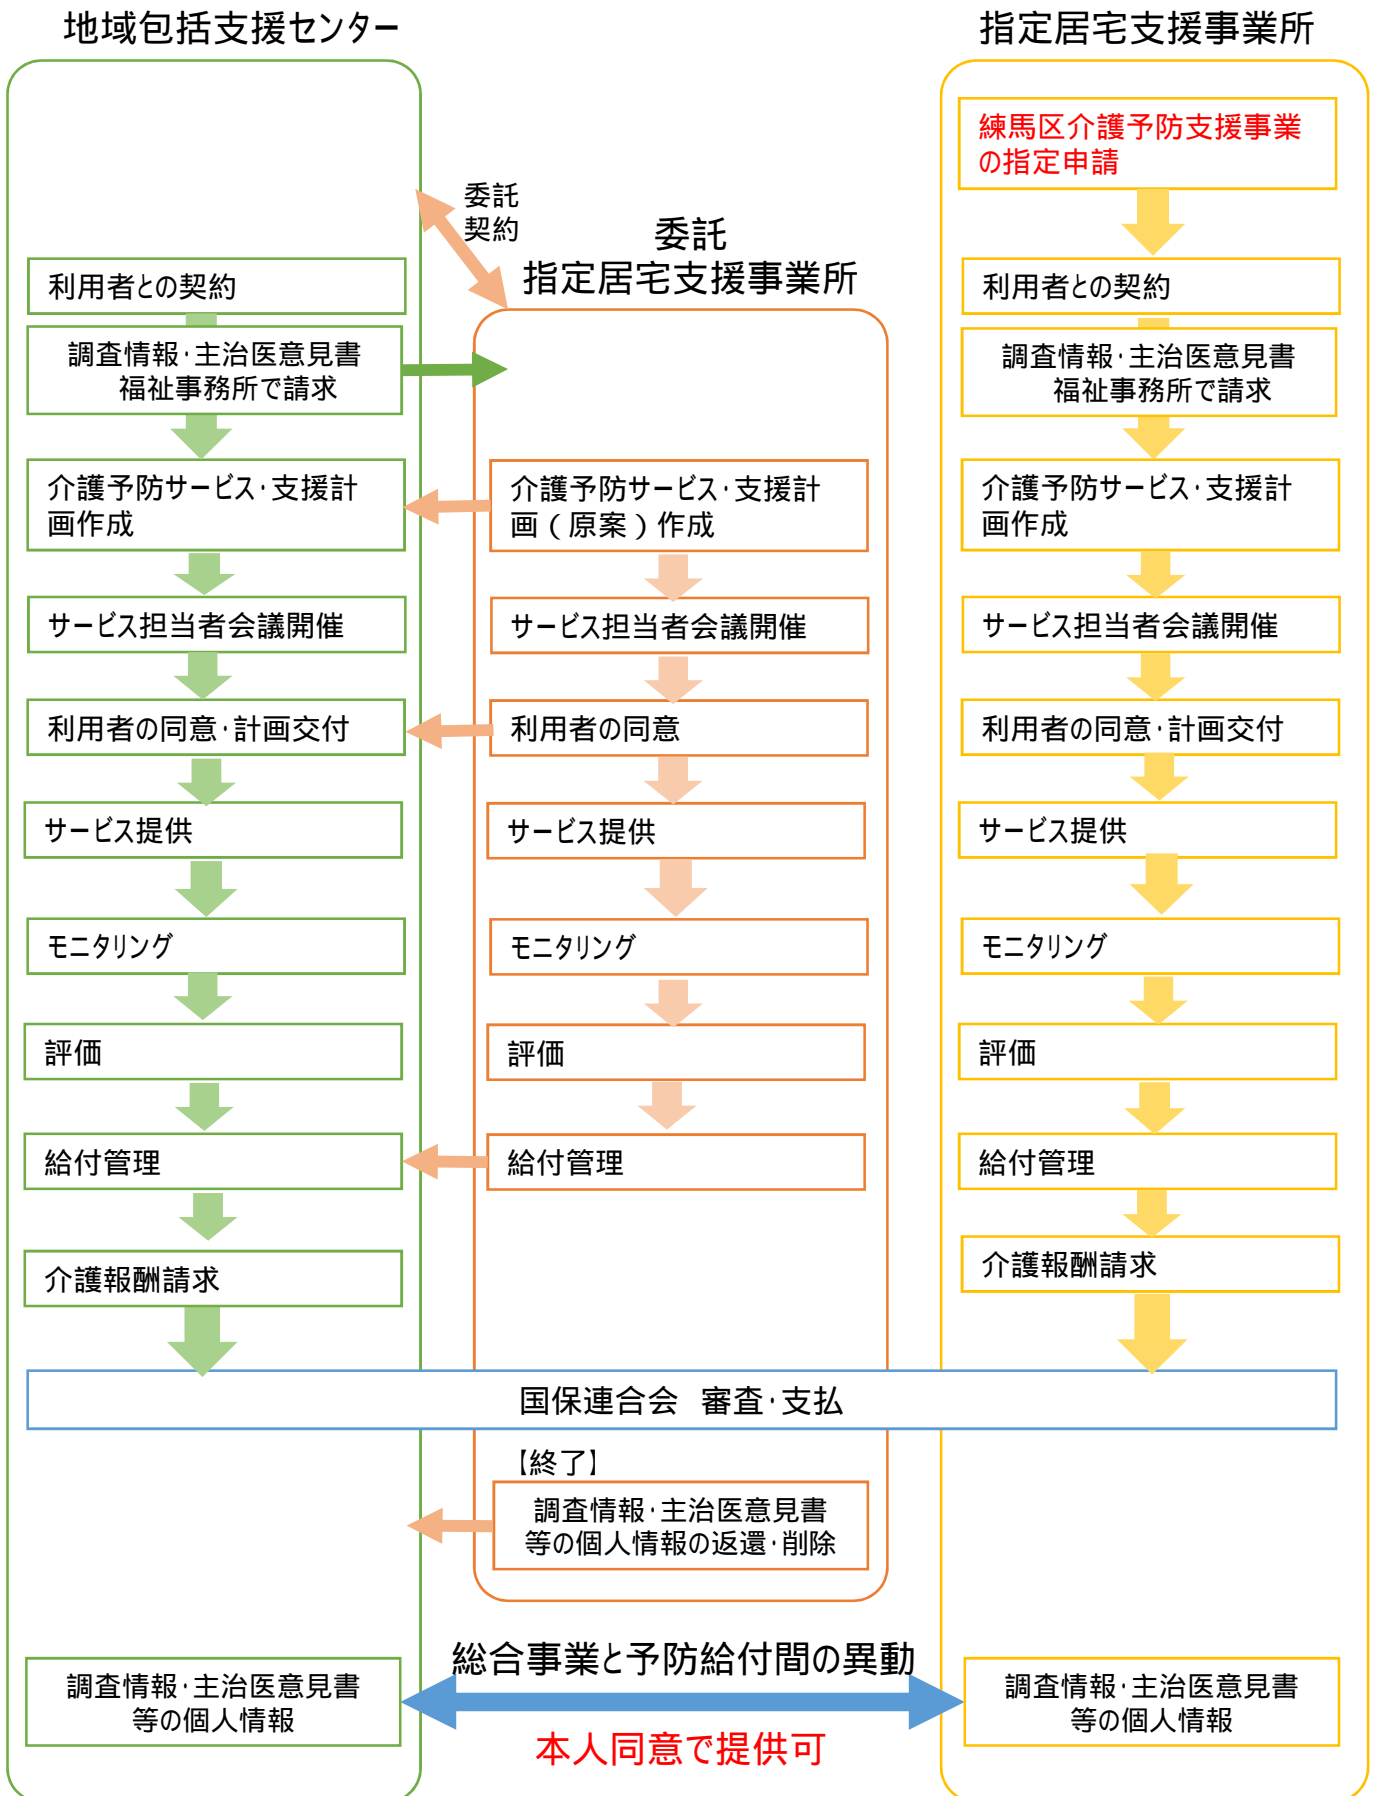 地域包括支援センター
利用者との契約
調査情報・主治医意見書
福祉事務所で請求
介護予防サービス・支援計
画作成
サービス担当者会議開催
利用者の同意・計画交付
サービス提供
モニタリング
評価
給付管理
介護報酬請求
委託
契約
委託
指定居宅支援事業所
介護予防サービス・支援計
画（原案）作成
サービス担当者会議開催
利用者の同意
サービス提供
モニタリング
評価
給付管理
指定居宅支援事業所
練馬区介護予防支援事業
の指定申請
利用者との契約
調査情報・主治医意見書
福祉事務所で請求
介護予防サービス・支援計
画作成
サービス担当者会議開催
利用者の同意・計画交付
サービス提供
モニタリング
評価
給付管理
介護報酬請求
国保連合会　審査・支払
【終了】
調査情報・主治医意見書
等の個人情報の返還・削除
調査情報・主治医意見書
等の個人情報
総合事業と予防給付間の異動
本人同意で提供可
調査情報・主治医意見書
等の個人情報